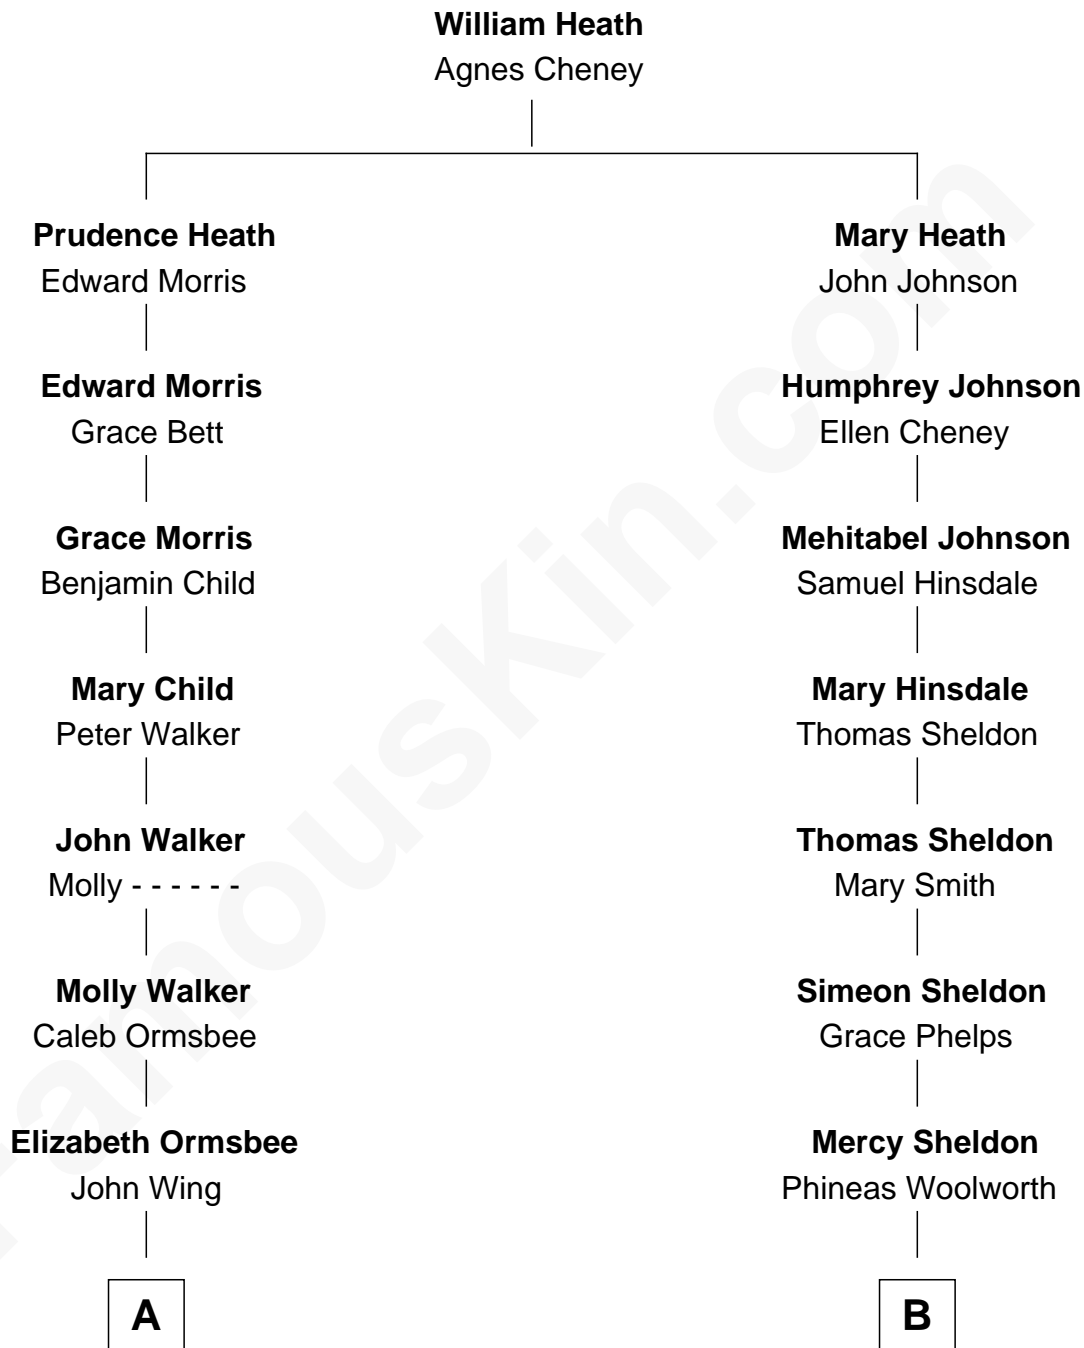 William Heath
Agnes Cheney
Prudence Heath
Edward Morris
Mary Heath
John Johnson
Edward Morris
Grace Bett
Humphrey Johnson
Ellen Cheney
Grace Morris
Benjamin Child
Mehitabel Johnson
Samuel Hinsdale
Mary Child
Peter Walker
Mary Hinsdale
Thomas Sheldon
John Walker
Molly - - - - - -
Thomas Sheldon
Mary Smith
Molly Walker
Caleb Ormsbee
Simeon Sheldon
Grace Phelps
Elizabeth Ormsbee
John Wing
Mercy Sheldon
Phineas Woolworth
A
B
FamousKin.com